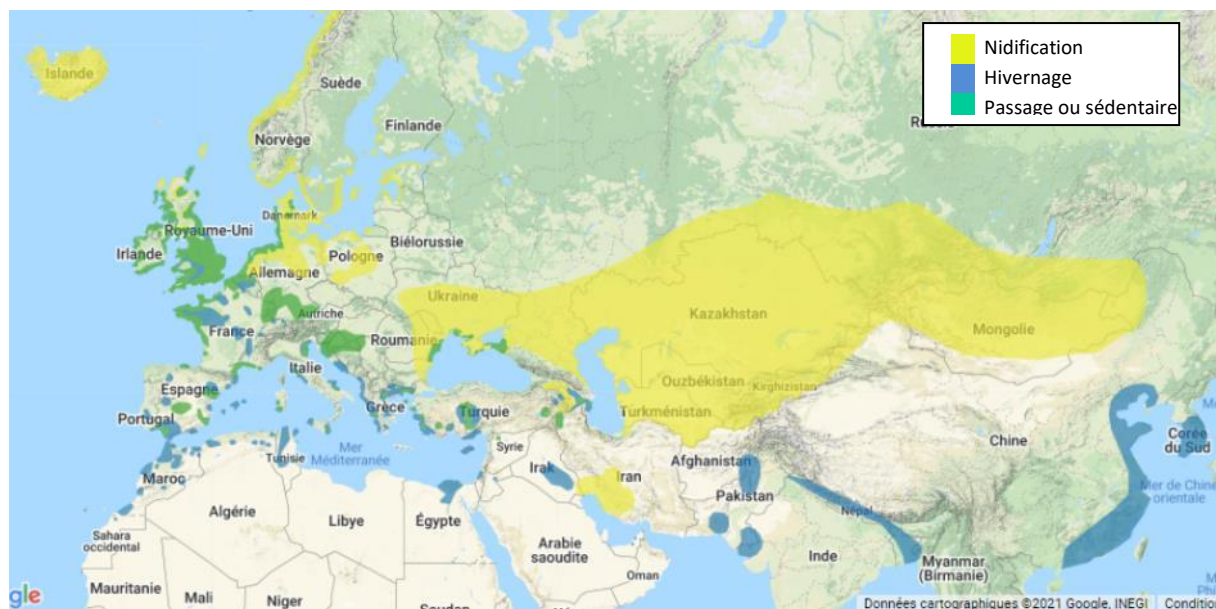 Nidification
Hivernage
Passage ou sédentaire
Islande
Suède
Finlande
Norvège
Danemark
Royaume-Uni
Irlande
Biélorussie
Pologne
Allemagne
Ukraine
Kazakhstan
Autriche
France
Mongolie
Roumanie
Italie
Ouzbékistan
Kirghizistan
Espagne
Portugal
Grèce
Turquie
Turkménistan
Chine
Corée
du Sud
Mer
Méditerranée
Tunisie
Syrie
Irak
Iran
Afghanistan
Maroc
Pakistan
Mer de Chine
orientale
Népal
Algérie
Libye
Égypte
Sahara
occidental
Arabie
saoudite
Inde
Myanmar
(Birmanie)
Oman
Mauritanie
Mali
Niger
gle
Données cartographiques ©2021 Google, INEGI